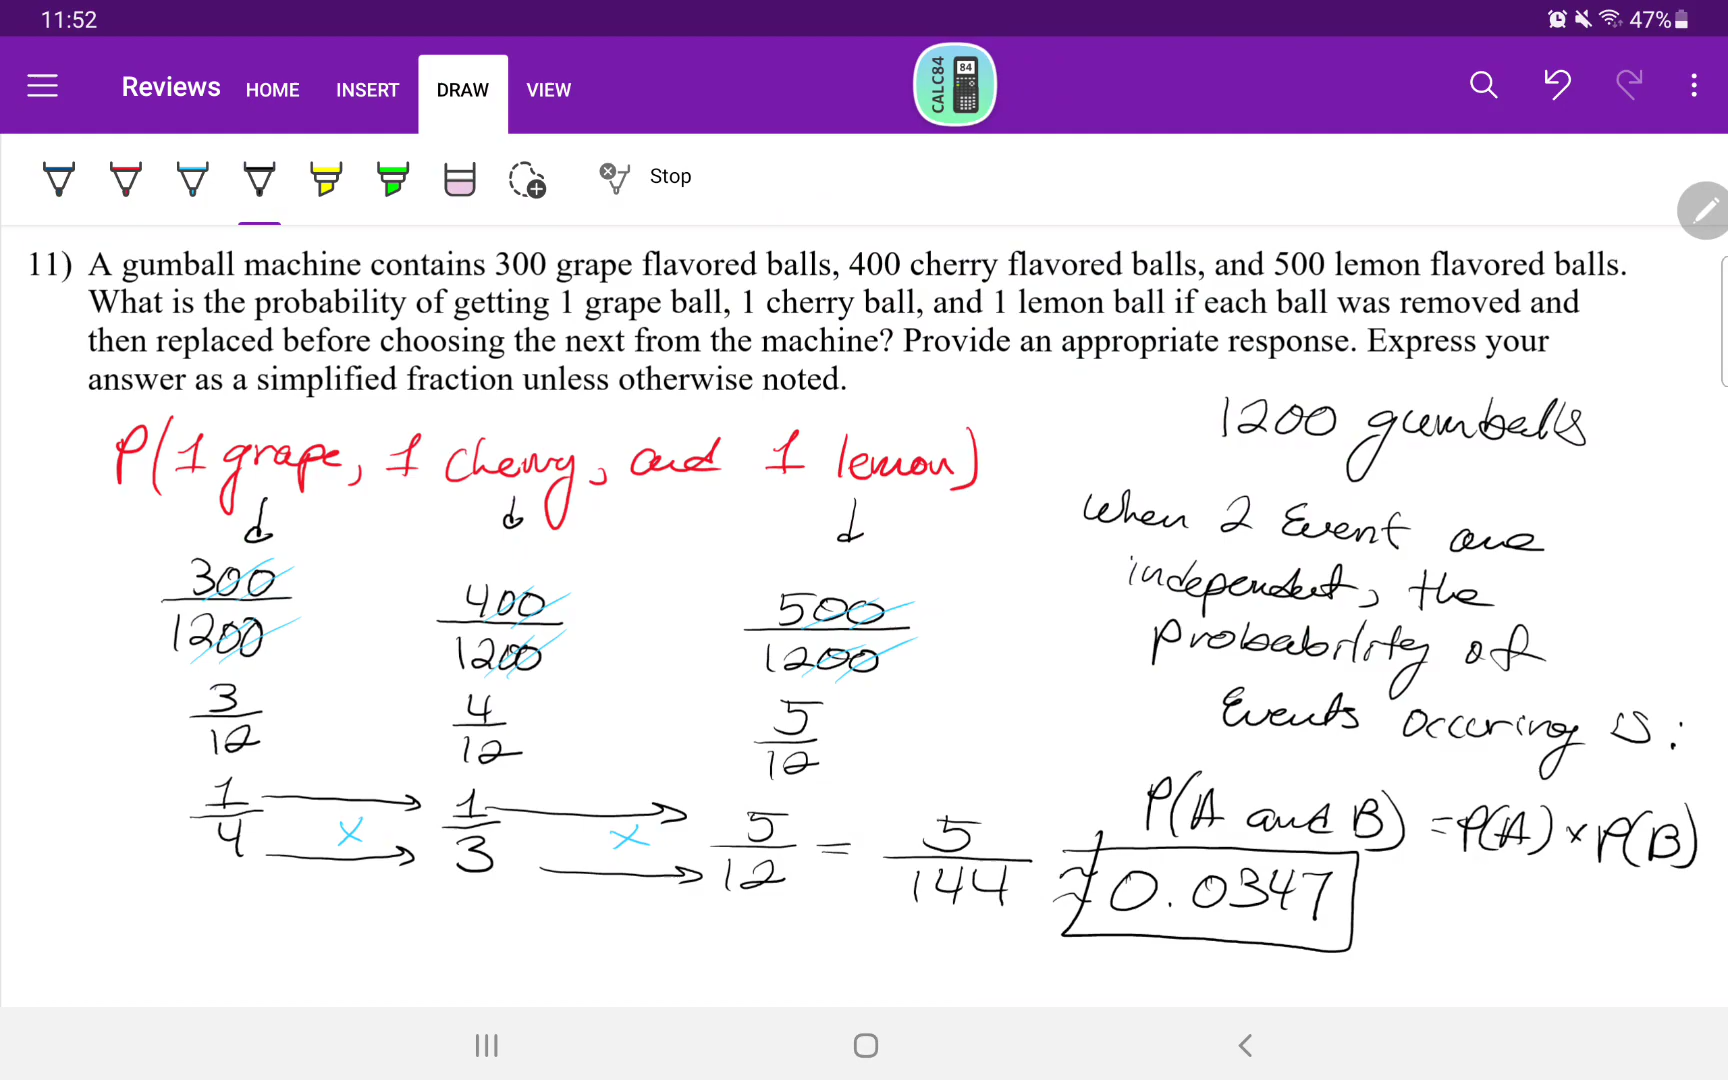 11:52
47%
Reviews HOME INSERT DRAW VIEW
CALC84
84
Stop
11) A gumball machine contains 300 grape flavored balls, 400 cherry flavored balls, and 500 lemon flavored balls.
What is the probability of getting 1 grape ball, 1 cherry ball, and 1 lemon ball if each ball was removed and
then replaced before choosing the next from the machine? Provide an appropriate response. Express your
answer as a simplified fraction unless otherwise noted.
1200 gumballs
P(1 grape, 1 cherry, and 1 lemon)
300/1200 400/1200 500/1200
3/12 4/12 5/12
1/4 x 1/3 x 5/12 = 5/144 ≈ 0.0347
When 2 Event are
independent, the
probability of
Events occuring is:
P(A and B) = P(A) × P(B)